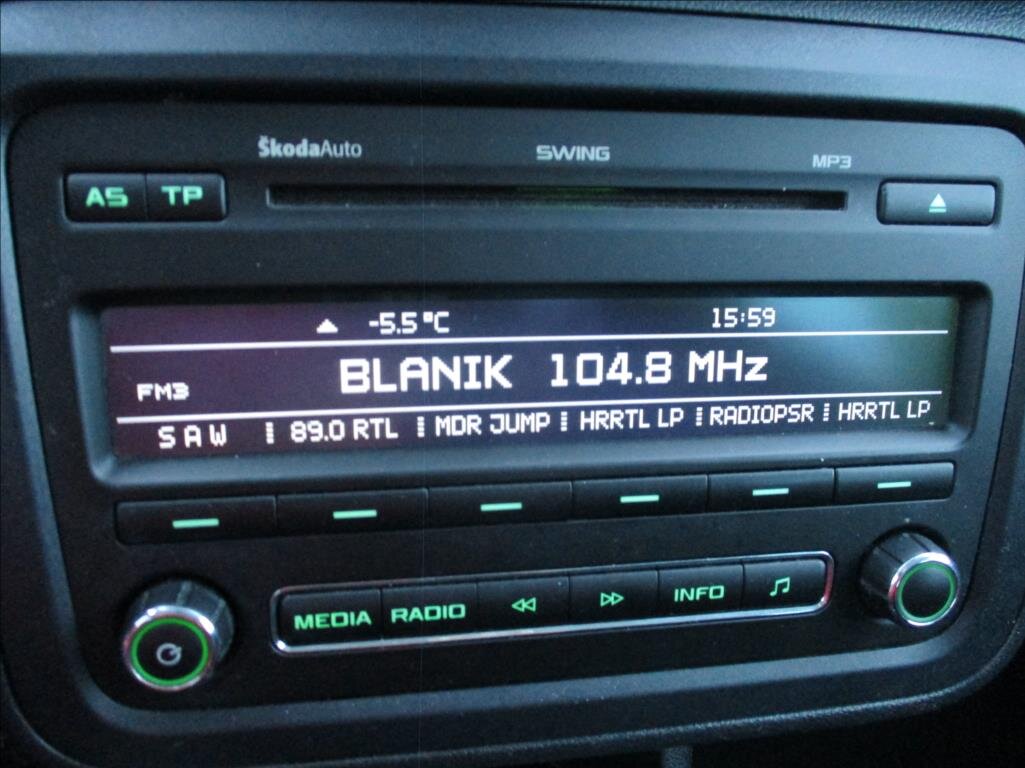 ŠkodaAuto SWING MP3
AS TP
-5.5°C 15:59
FM3 BLANIK 104.8 MHz
SAW 89.0 RTL MDR JUMP HRRTL LP RADIOPSR HRRTL LP
MEDIA RADIO INFO